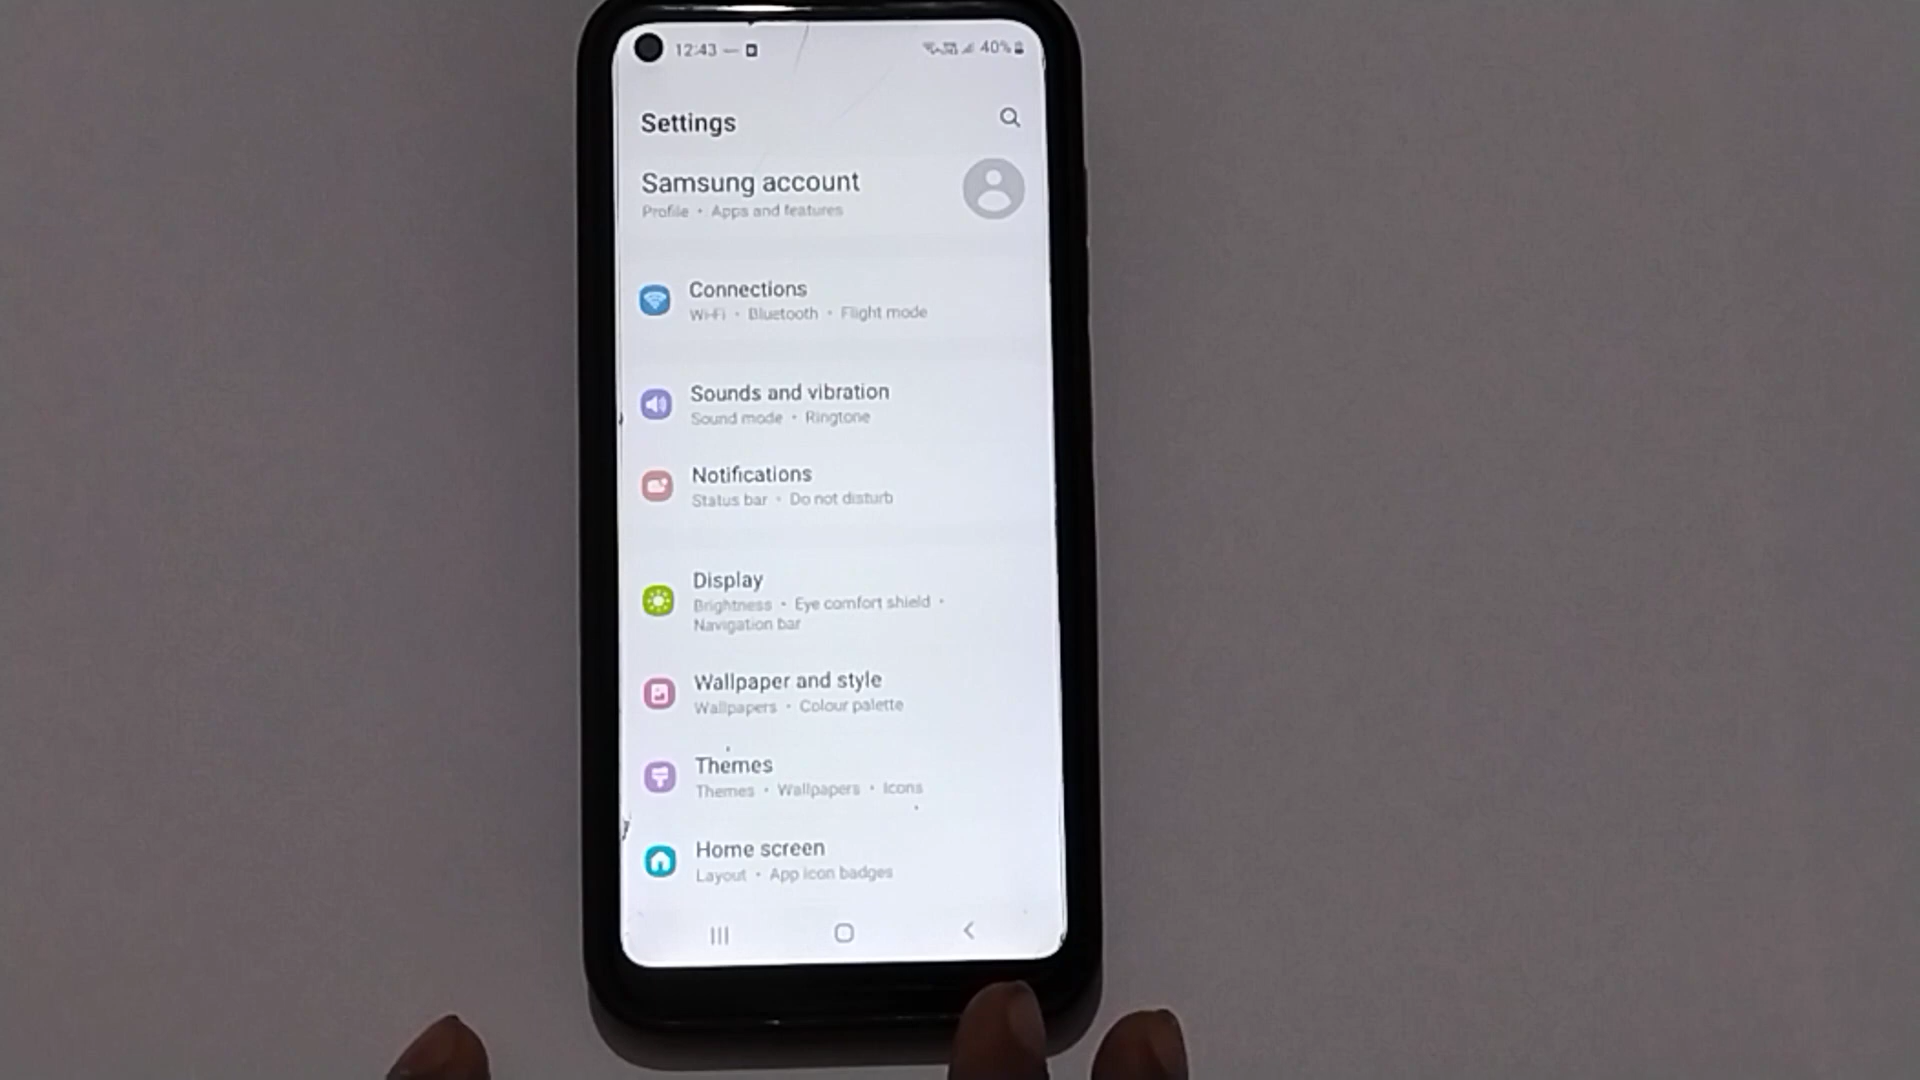 12:43 40%
Settings
Samsung account
Profile • Apps and features
Connections
Wi-Fi • Bluetooth • Flight mode
Sounds and vibration
Sound mode • Ringtone
Notifications
Status bar • Do not disturb
Display
Brightness • Eye comfort shield •
Navigation bar
Wallpaper and style
Wallpapers • Colour palette
Themes
Themes • Wallpapers • Icons
Home screen
Layout • App icon badges